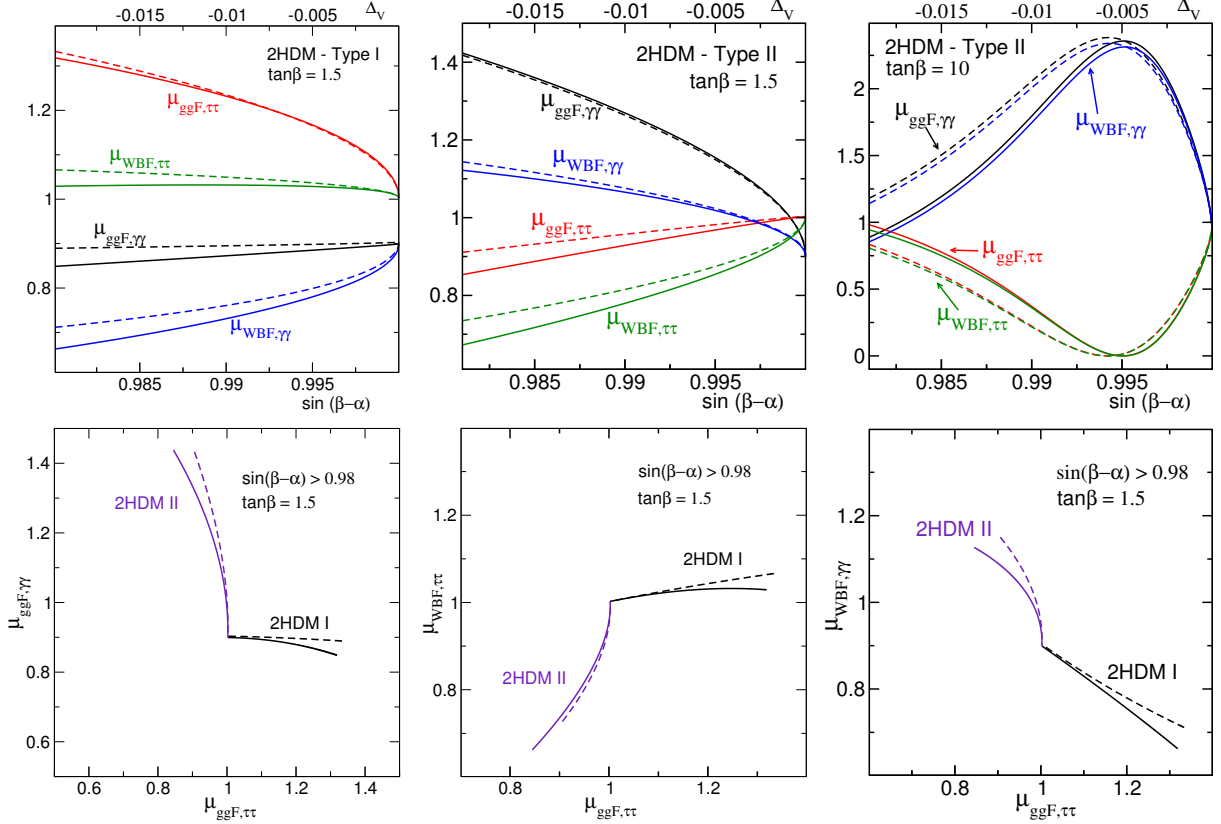 -0.015 -0.01 -0.005 Δ_V
2HDM - Type I
tanβ = 1.5
μ_ggF,ττ
μ_WBF,ττ
μ_ggF,γγ
μ_WBF,γγ
1.2
1
0.8
0.985 0.99 0.995
sin (β−α)
-0.015 -0.01 -0.005 Δ_V
2HDM - Type II
tanβ = 1.5
μ_ggF,γγ
μ_WBF,γγ
μ_ggF,ττ
μ_WBF,ττ
1.4
1.2
1.0
0.8
0.985 0.99 0.995
sin (β−α)
-0.015 -0.01 -0.005 Δ_V
2HDM - Type II
tanβ = 10
μ_ggF,γγ
μ_WBF,γγ
μ_ggF,ττ
μ_WBF,ττ
2
1.5
1
0.5
0
0.985 0.99 0.995
sin (β−α)
μ_ggF,γγ
1.4
1.2
1
0.8
0.6
sin(β−α) > 0.98
tanβ = 1.5
2HDM II
2HDM I
0.6 0.8 1 1.2 1.4
μ_ggF,ττ
μ_WBF,ττ
1.4
1.2
1
0.8
0.6
sin(β−α) > 0.98
tanβ = 1.5
2HDM I
2HDM II
0.8 1 1.2 1.4
μ_ggF,ττ
μ_WBF,γγ
1.2
1
0.8
sin(β−α) > 0.98
tanβ = 1.5
2HDM II
2HDM I
0.8 1 1.2
μ_ggF,ττ